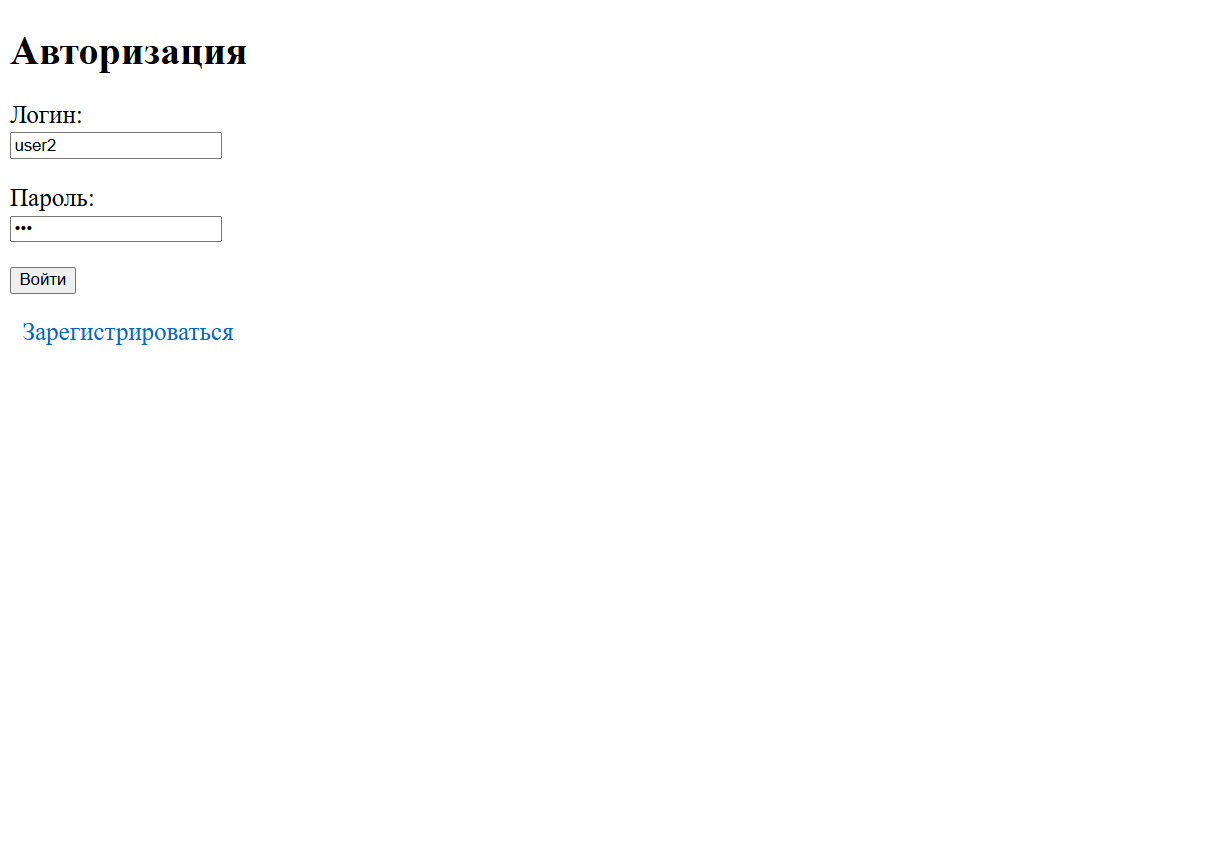 Авторизация
Логин:
user2
Пароль:
•••
Войти
Зарегистрироваться